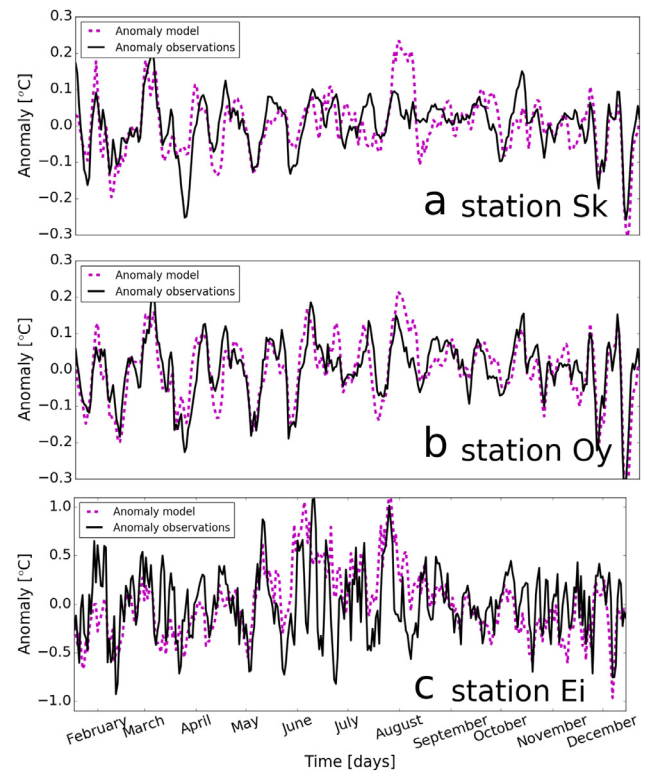 0.3
0.2
0.1
0.0
−0.1
−0.2
−0.3
Anomaly [°C]
Anomaly model
Anomaly observations
a station Sk
0.3
0.2
0.1
0.0
−0.1
−0.2
−0.3
Anomaly [°C]
Anomaly model
Anomaly observations
b station Oy
1.0
0.5
0.0
−0.5
−1.0
Anomaly [°C]
Anomaly model
Anomaly observations
c station Ei
February March April May June July August September October November December
Time [days]